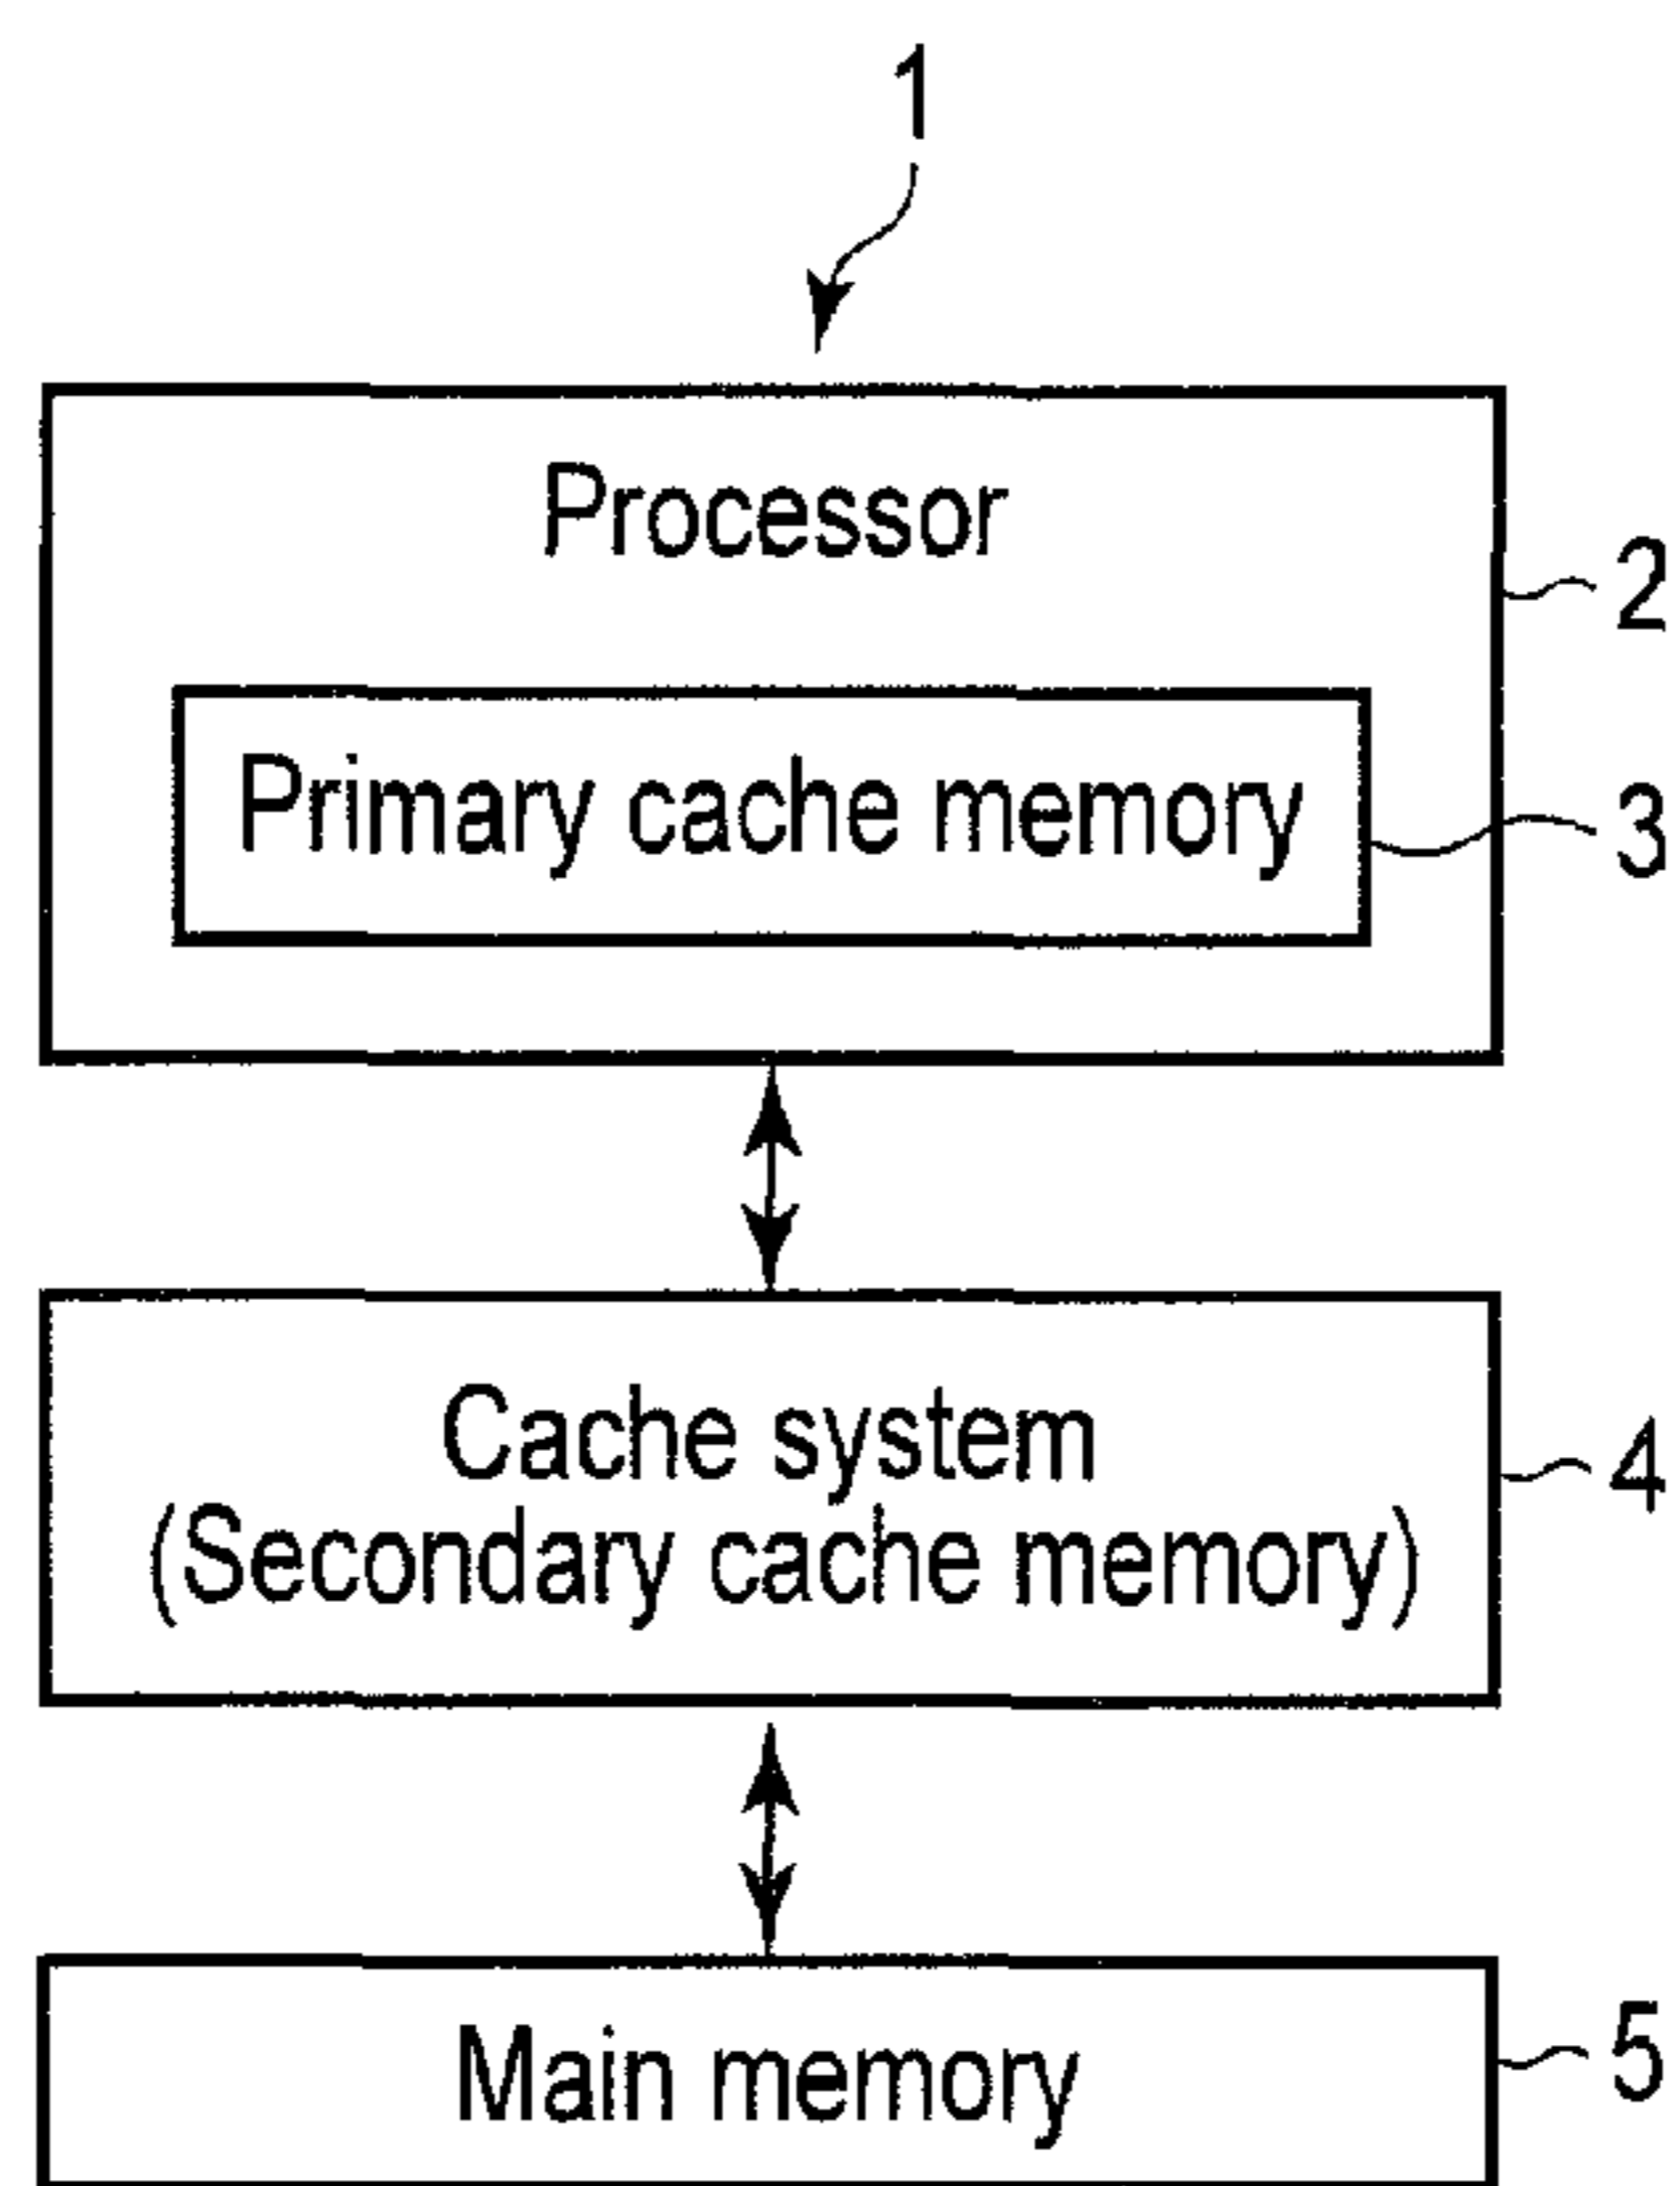 1
Processor
2
Primary cache memory
3
Cache system
(Secondary cache memory)
4
Main memory
5